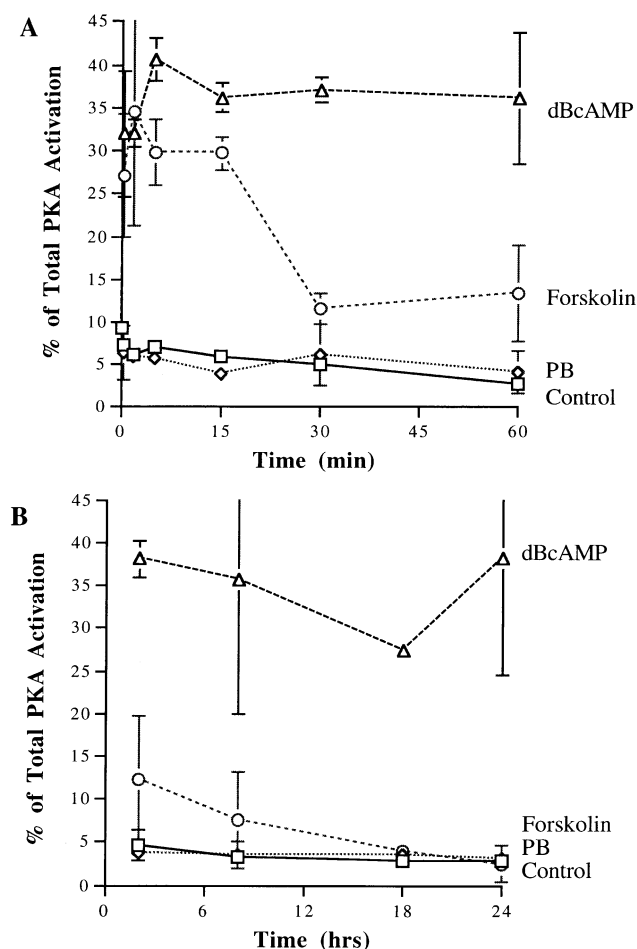 A
% of Total PKA Activation
45
40
35
30
25
20
15
10
5
0
dBcAMP
Forskolin
PB
Control
0 15 30 45 60
Time (min)
B
% of Total PKA Activation
45
40
35
30
25
20
15
10
5
0
dBcAMP
Forskolin
PB
Control
0 6 12 18 24
Time (hrs)